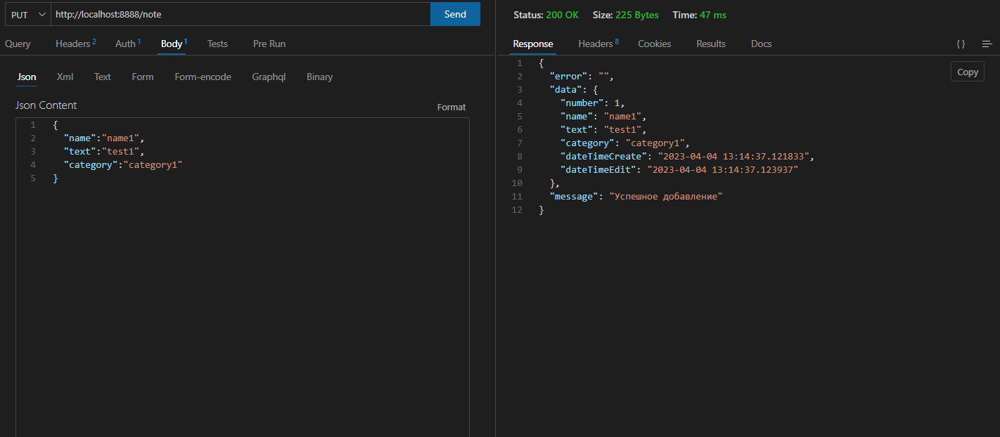 PUT http://localhost:8888/note Send
Query Headers 2 Auth 1 Body 1 Tests Pre Run
Json Xml Text Form Form-encode Graphql Binary
Json Content Format
1 {
2 "name":"name1",
3 "text":"test1",
4 "category":"category1"
5 }
Status: 200 OK Size: 225 Bytes Time: 47 ms
Response Headers 8 Cookies Results Docs { }
Copy
1 {
2 "error": "",
3 "data": {
4 "number": 1,
5 "name": "name1",
6 "text": "test1",
7 "category": "category1",
8 "dateTimeCreate": "2023-04-04 13:14:37.121833",
9 "dateTimeEdit": "2023-04-04 13:14:37.123937"
10 },
11 "message": "Успешное добавление"
12 }